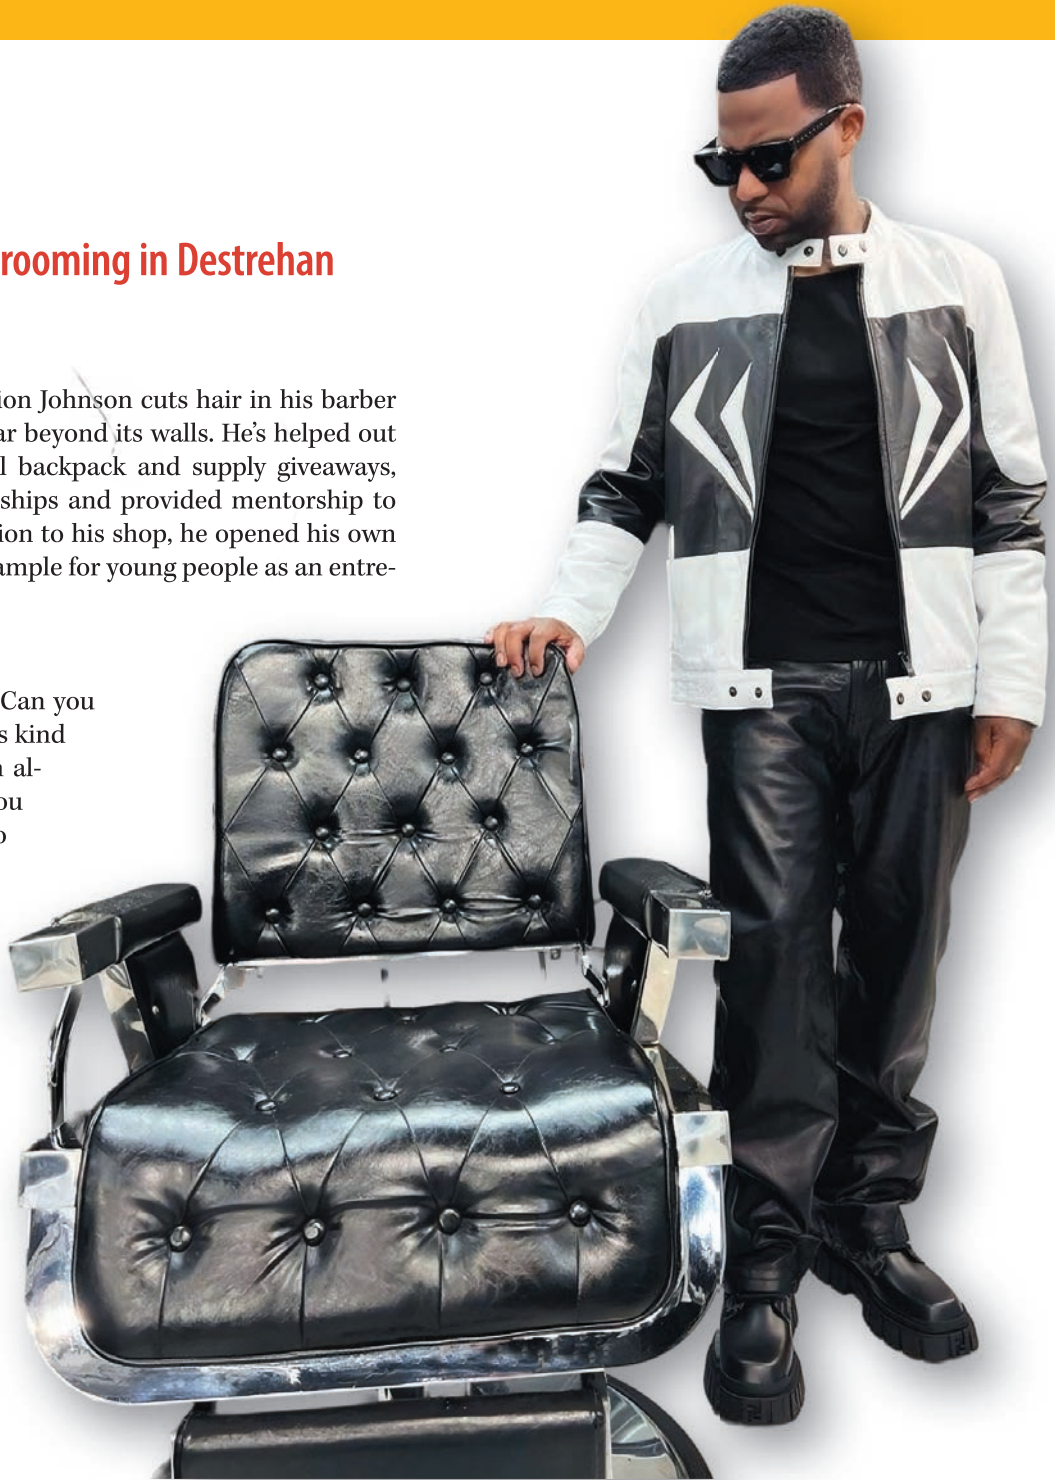 rooming in Destrehan
ion Johnson cuts hair in his barber
ar beyond its walls. He’s helped out
l backpack and supply giveaways,
ships and provided mentorship to
ion to his shop, he opened his own
ample for young people as an entre-
Can you
s kind
n al-
ou
o